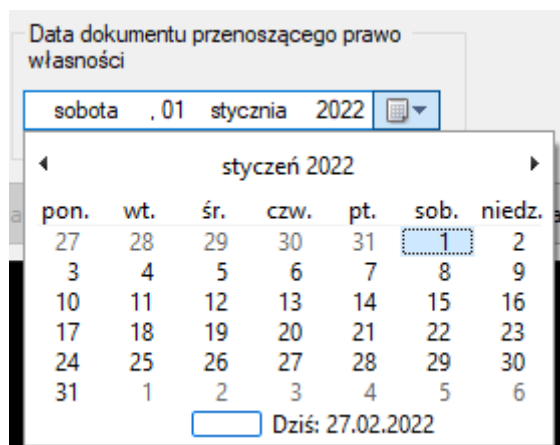 Data dokumentu przenoszącego prawo
własności
sobota , 01 stycznia 2022
styczeń 2022
pon. wt. śr. czw. pt. sob. niedz.
27 28 29 30 31 1 2
3 4 5 6 7 8 9
10 11 12 13 14 15 16
17 18 19 20 21 22 23
24 25 26 27 28 29 30
31 1 2 3 4 5 6
Dziś: 27.02.2022